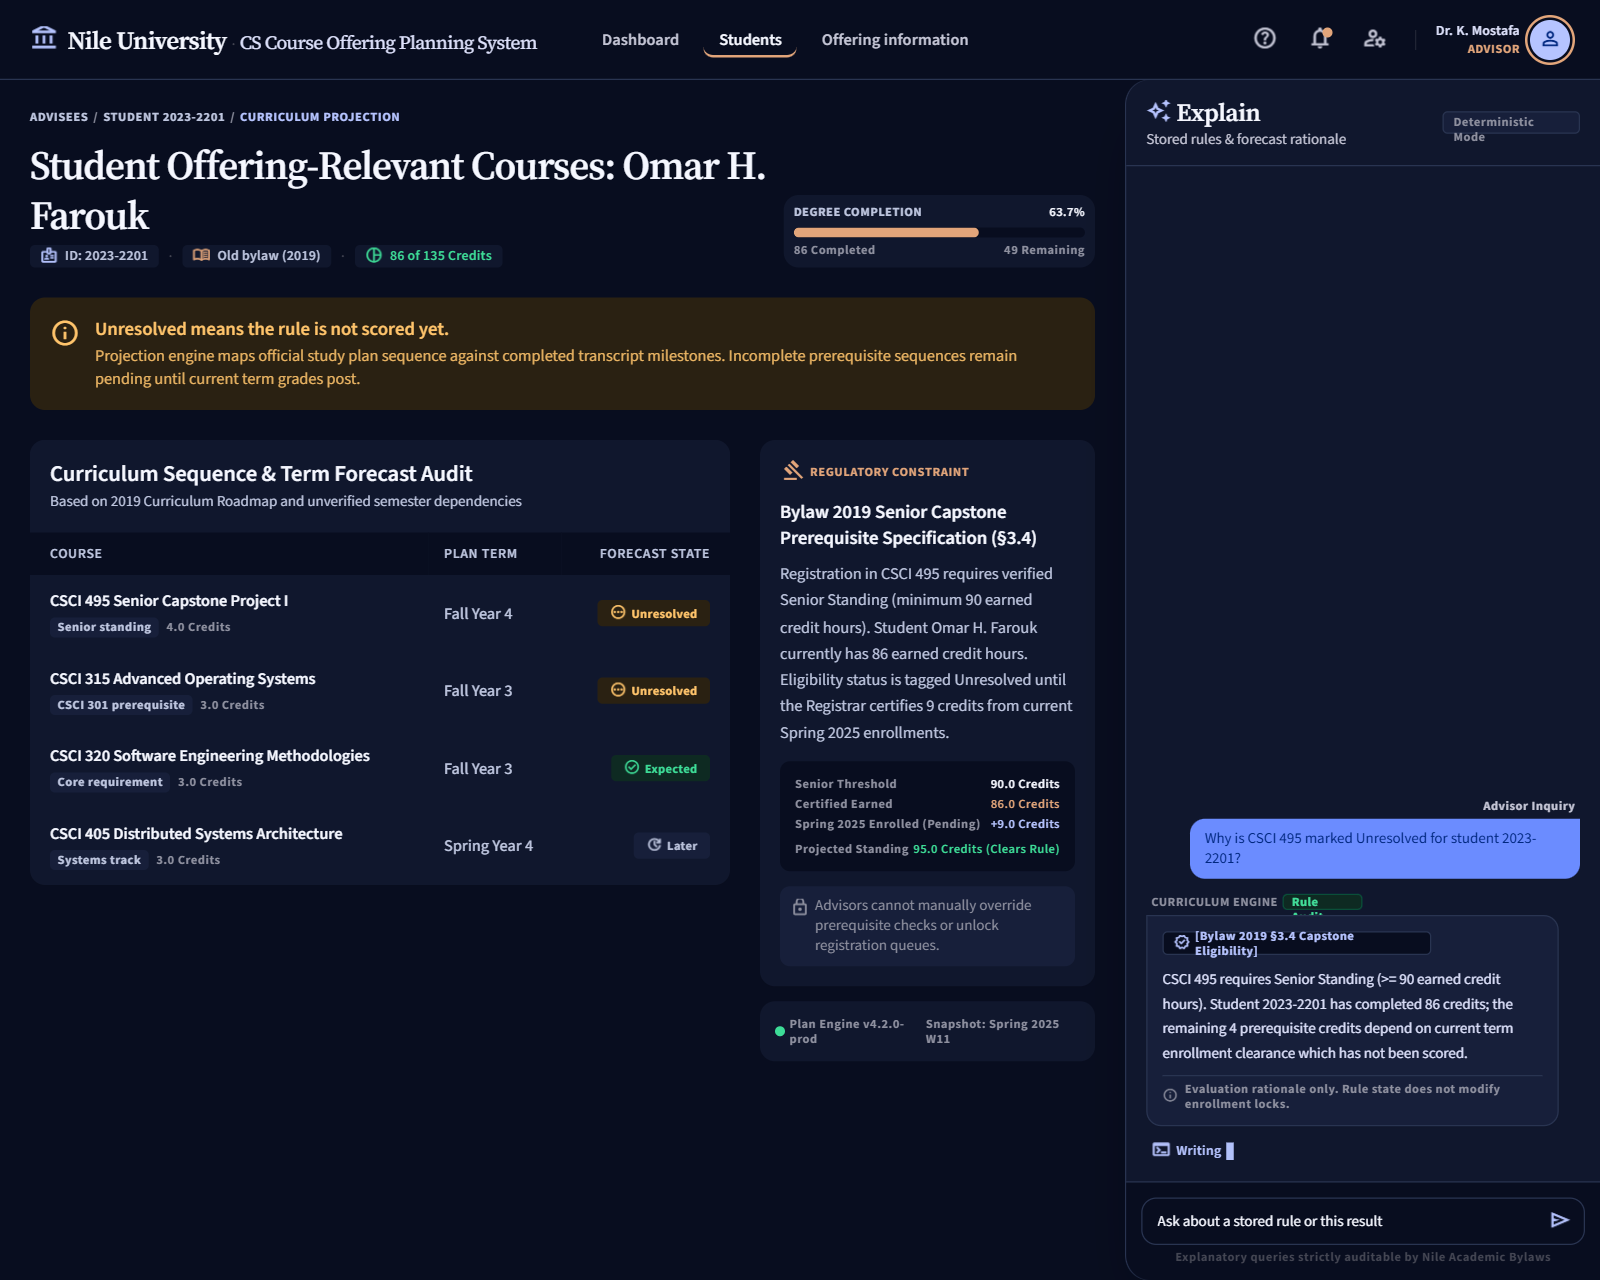 Nile University · CS Course Offering Planning System
Dashboard
Students
Offering information
Dr. K. Mostafa
ADVISOR
ADVISEES / STUDENT 2023-2201 / CURRICULUM PROJECTION
Student Offering-Relevant Courses: Omar H.
Farouk
ID: 2023-2201 · Old bylaw (2019) · 86 of 135 Credits
DEGREE COMPLETION 63.7%
86 Completed 49 Remaining
Unresolved means the rule is not scored yet.
Projection engine maps official study plan sequence against completed transcript milestones. Incomplete prerequisite sequences remain
pending until current term grades post.
Curriculum Sequence & Term Forecast Audit
Based on 2019 Curriculum Roadmap and unverified semester dependencies
COURSE PLAN TERM FORECAST STATE
CSCI 495 Senior Capstone Project I
Senior standing 4.0 Credits
Fall Year 4
Unresolved
CSCI 315 Advanced Operating Systems
CSCI 301 prerequisite 3.0 Credits
Fall Year 3
Unresolved
CSCI 320 Software Engineering Methodologies
Core requirement 3.0 Credits
Fall Year 3
Expected
CSCI 405 Distributed Systems Architecture
Systems track 3.0 Credits
Spring Year 4
Later
REGULATORY CONSTRAINT
Bylaw 2019 Senior Capstone
Prerequisite Specification (§3.4)
Registration in CSCI 495 requires verified
Senior Standing (minimum 90 earned
credit hours). Student Omar H. Farouk
currently has 86 earned credit hours.
Eligibility status is tagged Unresolved until
the Registrar certifies 9 credits from current
Spring 2025 enrollments.
Senior Threshold 90.0 Credits
Certified Earned 86.0 Credits
Spring 2025 Enrolled (Pending) +9.0 Credits
Projected Standing 95.0 Credits (Clears Rule)
Advisors cannot manually override
prerequisite checks or unlock
registration queues.
Plan Engine v4.2.0-
prod
Snapshot: Spring 2025
W11
Explain
Stored rules & forecast rationale
Deterministic
Mode
Advisor Inquiry
Why is CSCI 495 marked Unresolved for student 2023-
2201?
CURRICULUM ENGINE
Rule
Audit
[Bylaw 2019 §3.4 Capstone
Eligibility]
CSCI 495 requires Senior Standing (>= 90 earned credit
hours). Student 2023-2201 has completed 86 credits; the
remaining 4 prerequisite credits depend on current term
enrollment clearance which has not been scored.
Evaluation rationale only. Rule state does not modify
enrollment locks.
Writing
Ask about a stored rule or this result
Explanatory queries strictly auditable by Nile Academic Bylaws